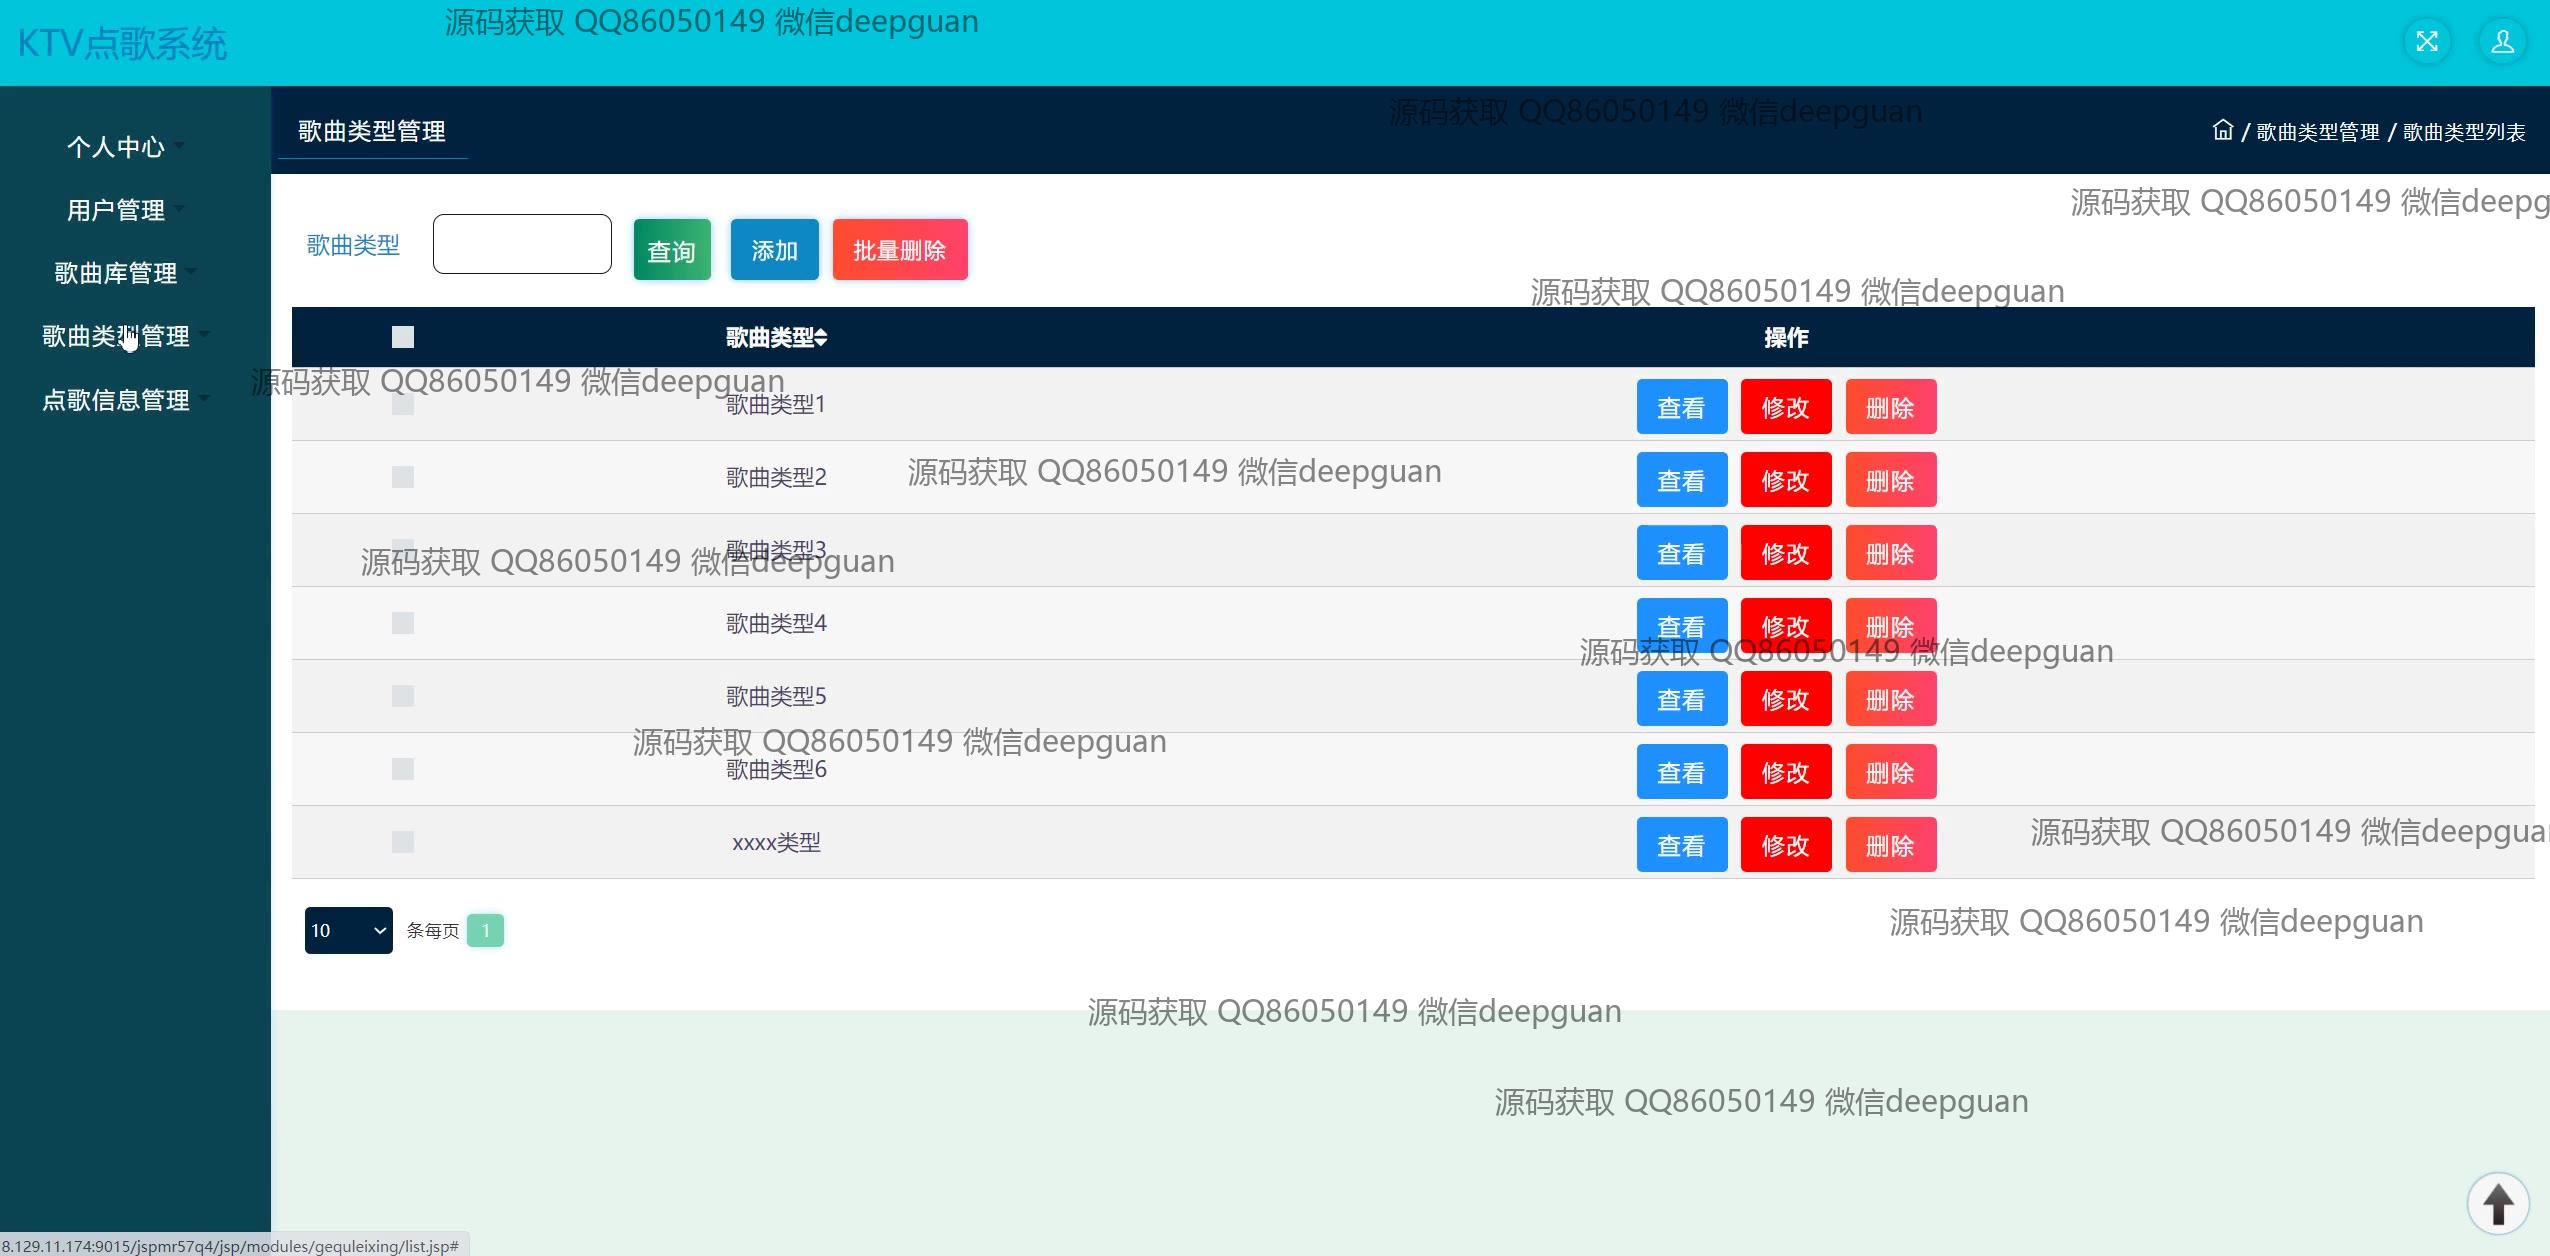 KTV点歌系统
源码获取 QQ86050149 微信deepguan
源码获取 QQ86050149 微信deepguan
个人中心
用户管理
歌曲库管理
歌曲类型管理
点歌信息管理
歌曲类型管理
/ 歌曲类型管理 / 歌曲类型列表
源码获取 QQ86050149 微信deepg
歌曲类型
查询
添加
批量删除
源码获取 QQ86050149 微信deepguan
歌曲类型 操作
源码获取 QQ86050149 微信deepguan
歌曲类型1 查看 修改 删除
源码获取 QQ86050149 微信deepguan
歌曲类型2 查看 修改 删除
歌曲类型3 查看 修改 删除
源码获取 QQ86050149 微信deepguan
歌曲类型4 查看 修改 删除
源码获取 QQ86050149 微信deepguan
歌曲类型5 查看 修改 删除
源码获取 QQ86050149 微信deepguan
歌曲类型6 查看 修改 删除
源码获取 QQ86050149 微信deepgua
xxxx类型 查看 修改 删除
10 条每页 1
源码获取 QQ86050149 微信deepguan
源码获取 QQ86050149 微信deepguan
源码获取 QQ86050149 微信deepguan
8.129.11.174:9015/jspmr57q4/jsp/modules/gequleixing/list.jsp#